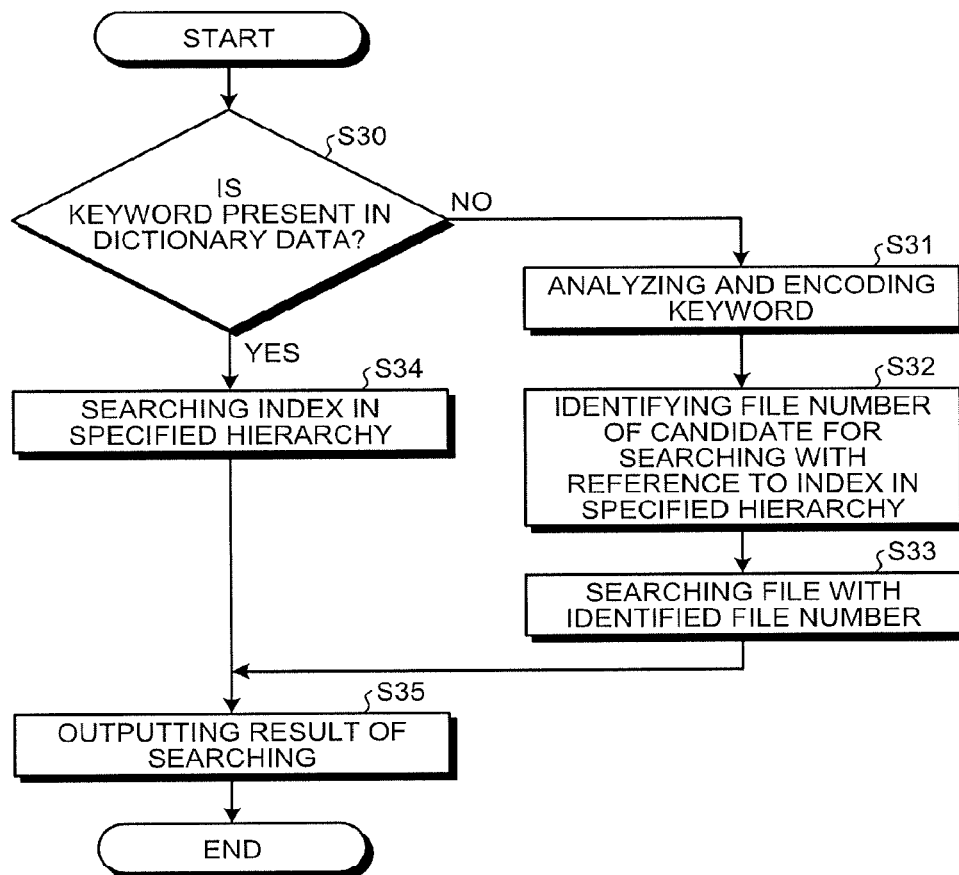 START
S30
IS
KEYWORD PRESENT IN
DICTIONARY DATA?
NO
S31
ANALYZING AND ENCODING
KEYWORD
YES
S34
SEARCHING INDEX IN
SPECIFIED HIERARCHY
S32
IDENTIFYING FILE NUMBER
OF CANDIDATE FOR
SEARCHING WITH
REFERENCE TO INDEX IN
SPECIFIED HIERARCHY
S33
SEARCHING FILE WITH
IDENTIFIED FILE NUMBER
S35
OUTPUTTING RESULT OF
SEARCHING
END